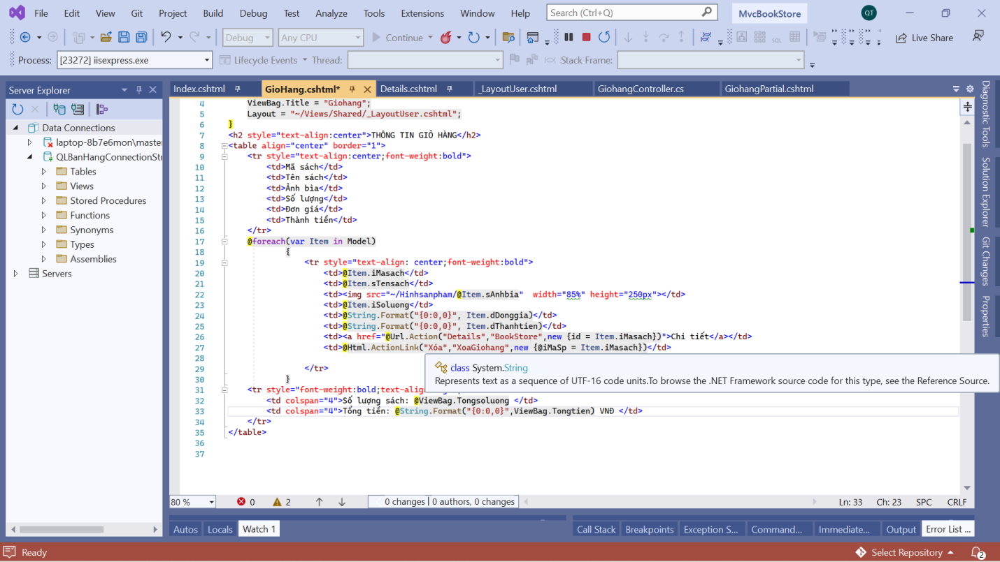 File Edit View Git Project Build Debug Test Analyze Tools Extensions Window Help Search (Ctrl+Q) MvcBookStore QT
Debug Any CPU Continue SQL Live Share
Process: [23272] iisexpress.exe Lifecycle Events Thread: Stack Frame:
Server Explorer
Data Connections
laptop-8b7e6mon\master
QLBanHangConnectionStr
Tables
Views
Stored Procedures
Functions
Synonyms
Types
Assemblies
Servers
Index.cshtml GioHang.cshtml* Details.cshtml _LayoutUser.cshtml GiohangController.cs GiohangPartial.cshtml
4 ViewBag.Title = "Giohang";
5 Layout = "~/Views/Shared/_LayoutUser.cshtml";
6 }
7 <h2 style="text-align:center">THÔNG TIN GIỎ HÀNG</h2>
8 <table align="center" border="1">
9 <tr style="text-align:center;font-weight:bold">
10 <td>Mã sách</td>
11 <td>Tên sách</td>
12 <td>Ảnh bìa</td>
13 <td>Số lượng</td>
14 <td>Đơn giá</td>
15 <td>Thành tiền</td>
16 </tr>
17 @foreach(var Item in Model)
18 {
19 <tr style="text-align: center;font-weight:bold">
20 <td>@Item.iMasach</td>
21 <td>@Item.sTensach</td>
22 <td><img src="~/Hinhsanpham/@Item.sAnhbia" width="85%" height="250px"></td>
23 <td>@Item.iSoluong</td>
24 <td>@String.Format("{0:0,0}", Item.dDonggia)</td>
25 <td>@String.Format("{0:0,0}", Item.dThanhtien)</td>
26 <td><a href="@Url.Action("Details","BookStore",new {id = Item.iMasach})">Chi tiết</a></td>
27 <td>@Html.ActionLink("Xóa","XoaGiohang",new {@iMaSp = Item.iMasach})</td>
28
29 </tr>
30 }
31 <tr style="font-weight:bold;text-alig
32 <td colspan="4">Số lượng sách: @ViewBag.Tongsoluong </td>
33 <td colspan="4">Tổng tiền: @String.Format("{0:0,0}",ViewBag.Tongtien) VNĐ </td>
34 </tr>
35 </table>
36
37
class System.String
Represents text as a sequence of UTF-16 code units.To browse the .NET Framework source code for this type, see the Reference Source.
Diagnostic Tools
Solution Explorer
Git Changes
Properties
80 % 0 2 0 changes | 0 authors, 0 changes Ln: 33 Ch: 23 SPC CRLF
Autos Locals Watch 1 Call Stack Breakpoints Exception S... Command... Immediate... Output Error List ...
Ready Select Repository 2